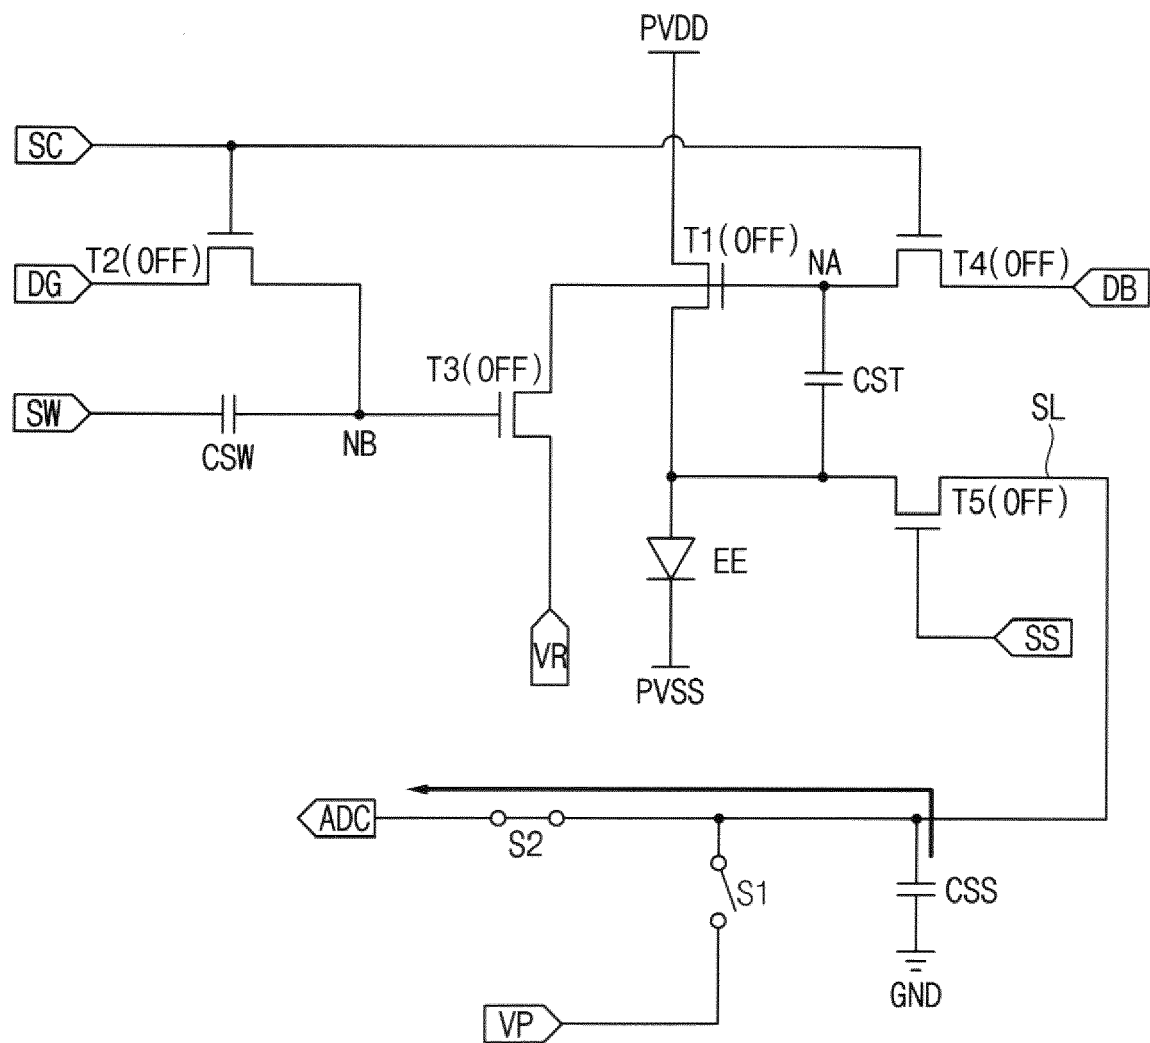 PVDD
SC
T1(OFF)
T2(OFF)
NA
T4(OFF)
DG
DB
T3(OFF)
CST
SW
CSW
NB
SL
T5(OFF)
EE
SS
VR
PVSS
ADC
S2
S1
CSS
GND
VP